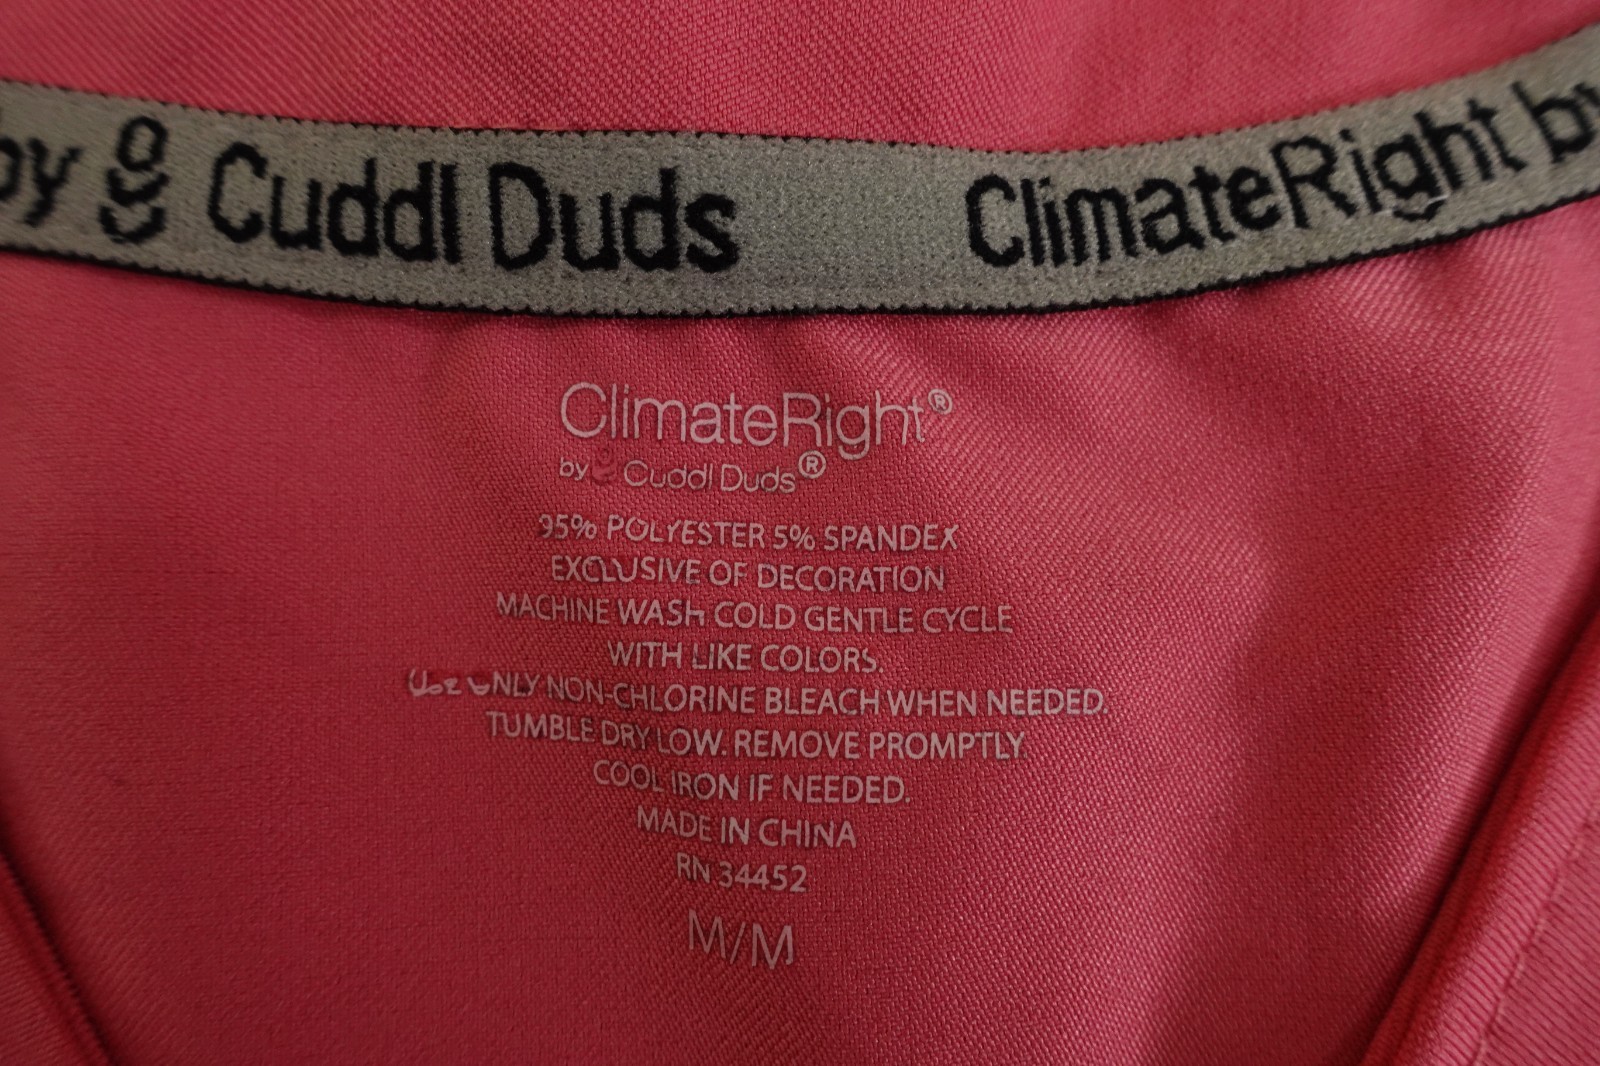 by Cuddl Duds ClimateRight by
ClimateRight®
by Cuddl Duds®
95% POLYESTER 5% SPANDEX
EXCLUSIVE OF DECORATION
MACHINE WASH COLD GENTLE CYCLE
WITH LIKE COLORS.
NON-CHLORINE BLEACH WHEN NEEDED.
TUMBLE DRY LOW. REMOVE PROMPTLY.
COOL IRON IF NEEDED.
MADE IN CHINA
RN 34452
M/M